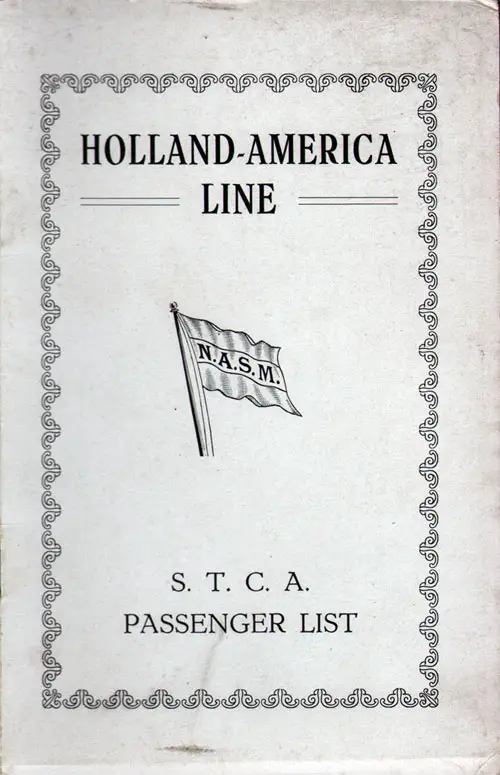 HOLLAND-AMERICA
LINE
N.A.S.M.
S. T. C. A.
PASSENGER LIST